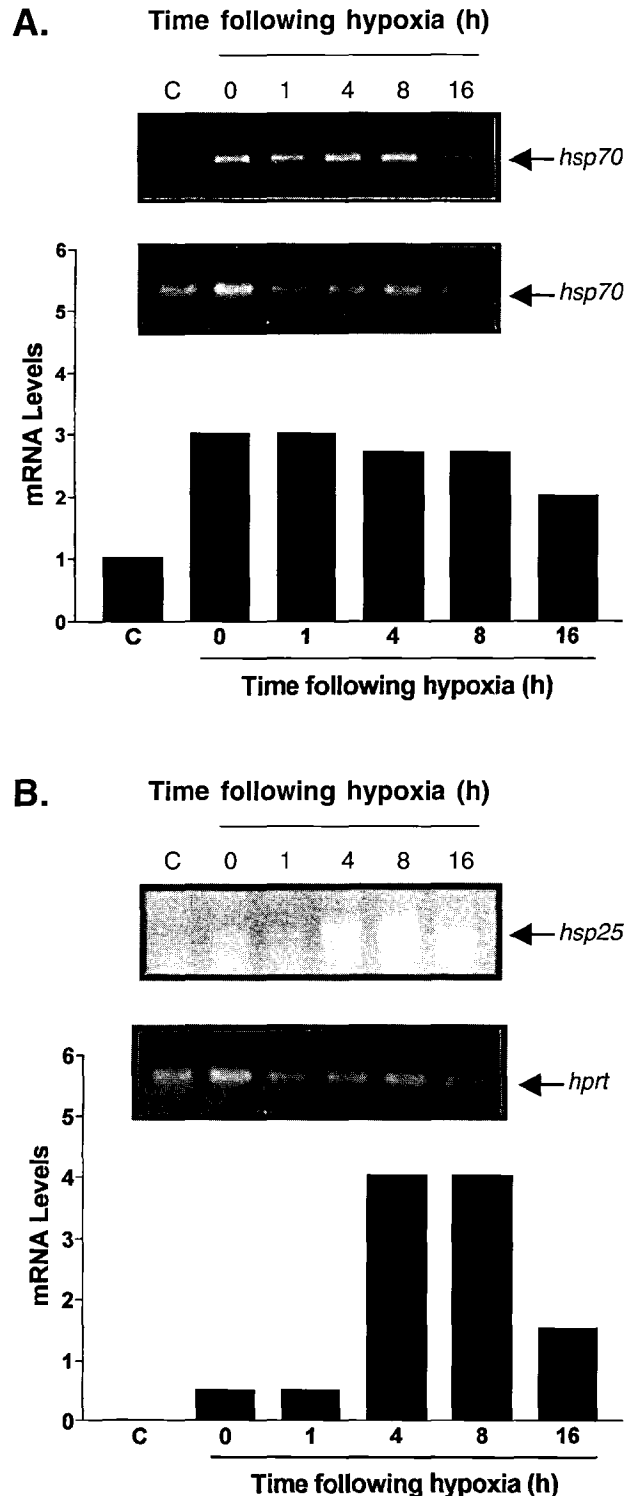 A.
Time following hypoxia (h)
C 0 1 4 8 16
hsp70
hsp70
6
5
4
3
2
1
0
mRNA Levels
C 0 1 4 8 16
Time following hypoxia (h)
B.
Time following hypoxia (h)
C 0 1 4 8 16
hsp25
hprt
6
5
4
3
2
1
0
mRNA Levels
C 0 1 4 8 16
Time following hypoxia (h)